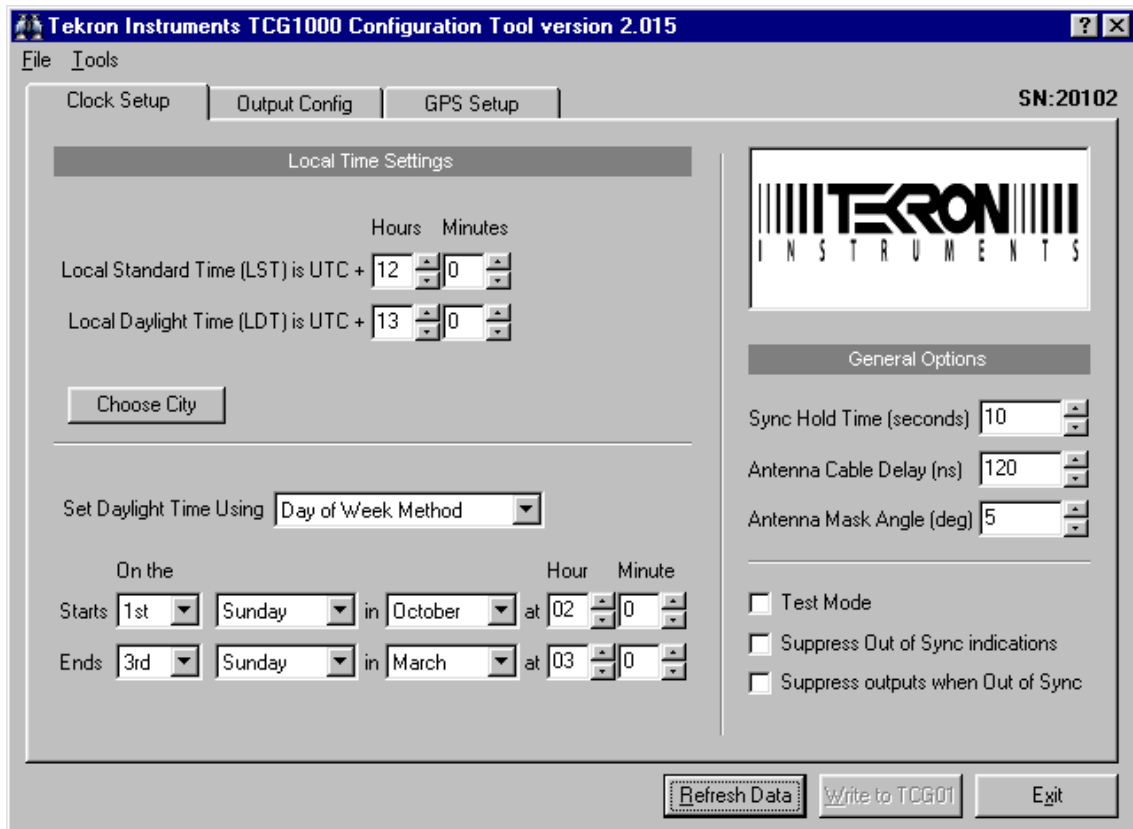 Tekron Instruments TCG1000 Configuration Tool version 2.015
File Tools
Clock Setup Output Config GPS Setup
SN:20102
Local Time Settings
Hours Minutes
Local Standard Time (LST) is UTC + 12 0
Local Daylight Time (LDT) is UTC + 13 0
Choose City
Set Daylight Time Using Day of Week Method
On the Hour Minute
Starts 1st Sunday in October at 02 0
Ends 3rd Sunday in March at 03 0
TEKRON
INSTRUMENTS
General Options
Sync Hold Time (seconds) 10
Antenna Cable Delay (ns) 120
Antenna Mask Angle (deg) 5
Test Mode
Suppress Out of Sync indications
Suppress outputs when Out of Sync
Refresh Data Write to TCG01 Exit